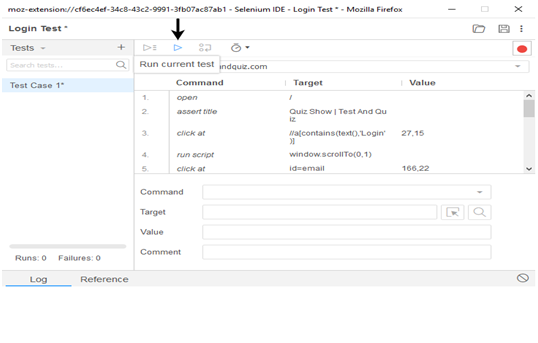 moz-extension://cf6ec4ef-34c8-43c2-9991-3fb07ac87ab1 - Selenium IDE - Login Test * - Mozilla Firefox
Login Test *
Tests
Search tests....
Run current test
ndquiz.com
Test Case 1*
Command Target Value
1. open /
2. assert title Quiz Show | Test And Qu
iz
3. click at //a[contains(text(),'Login' 27,15
)]
4. run script window.scrollTo(0,1)
5. click at id=email 166,22
Command
Target
Value
Comment
Runs: 0 Failures: 0
Log Reference